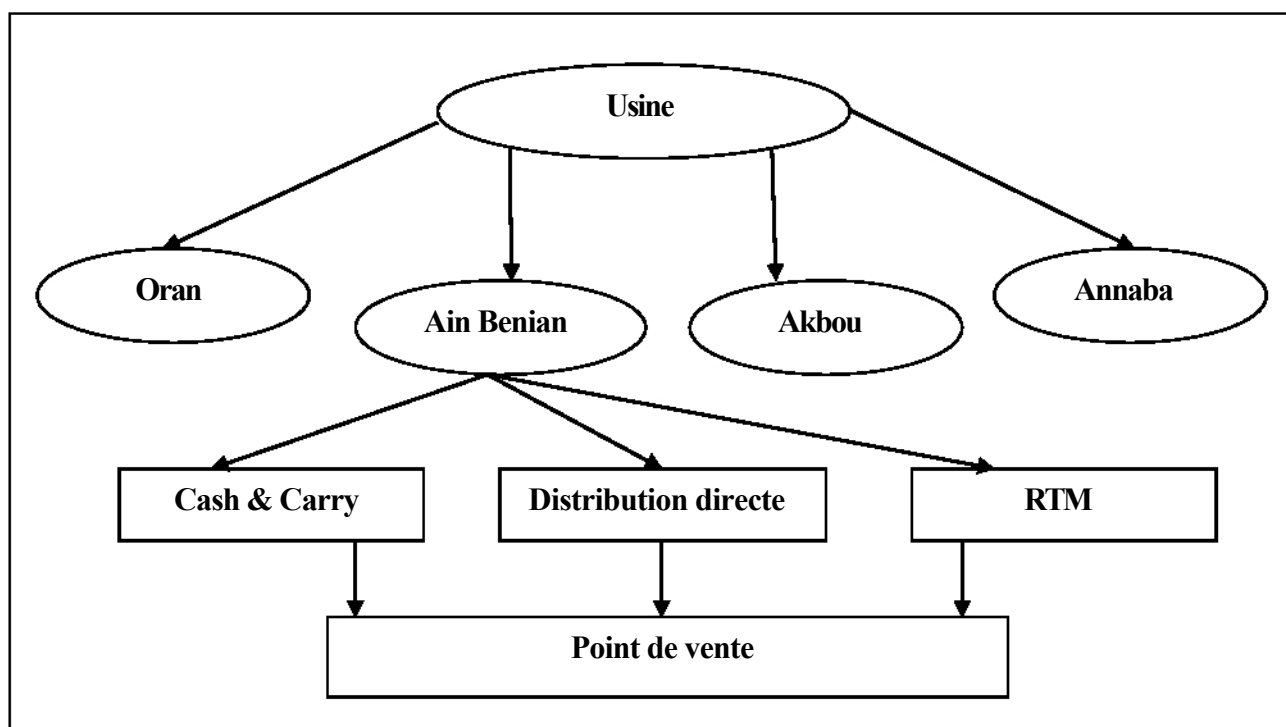 Usine
Oran
Ain Benian
Akbou
Annaba
Cash & Carry
Distribution directe
RTM
Point de vente